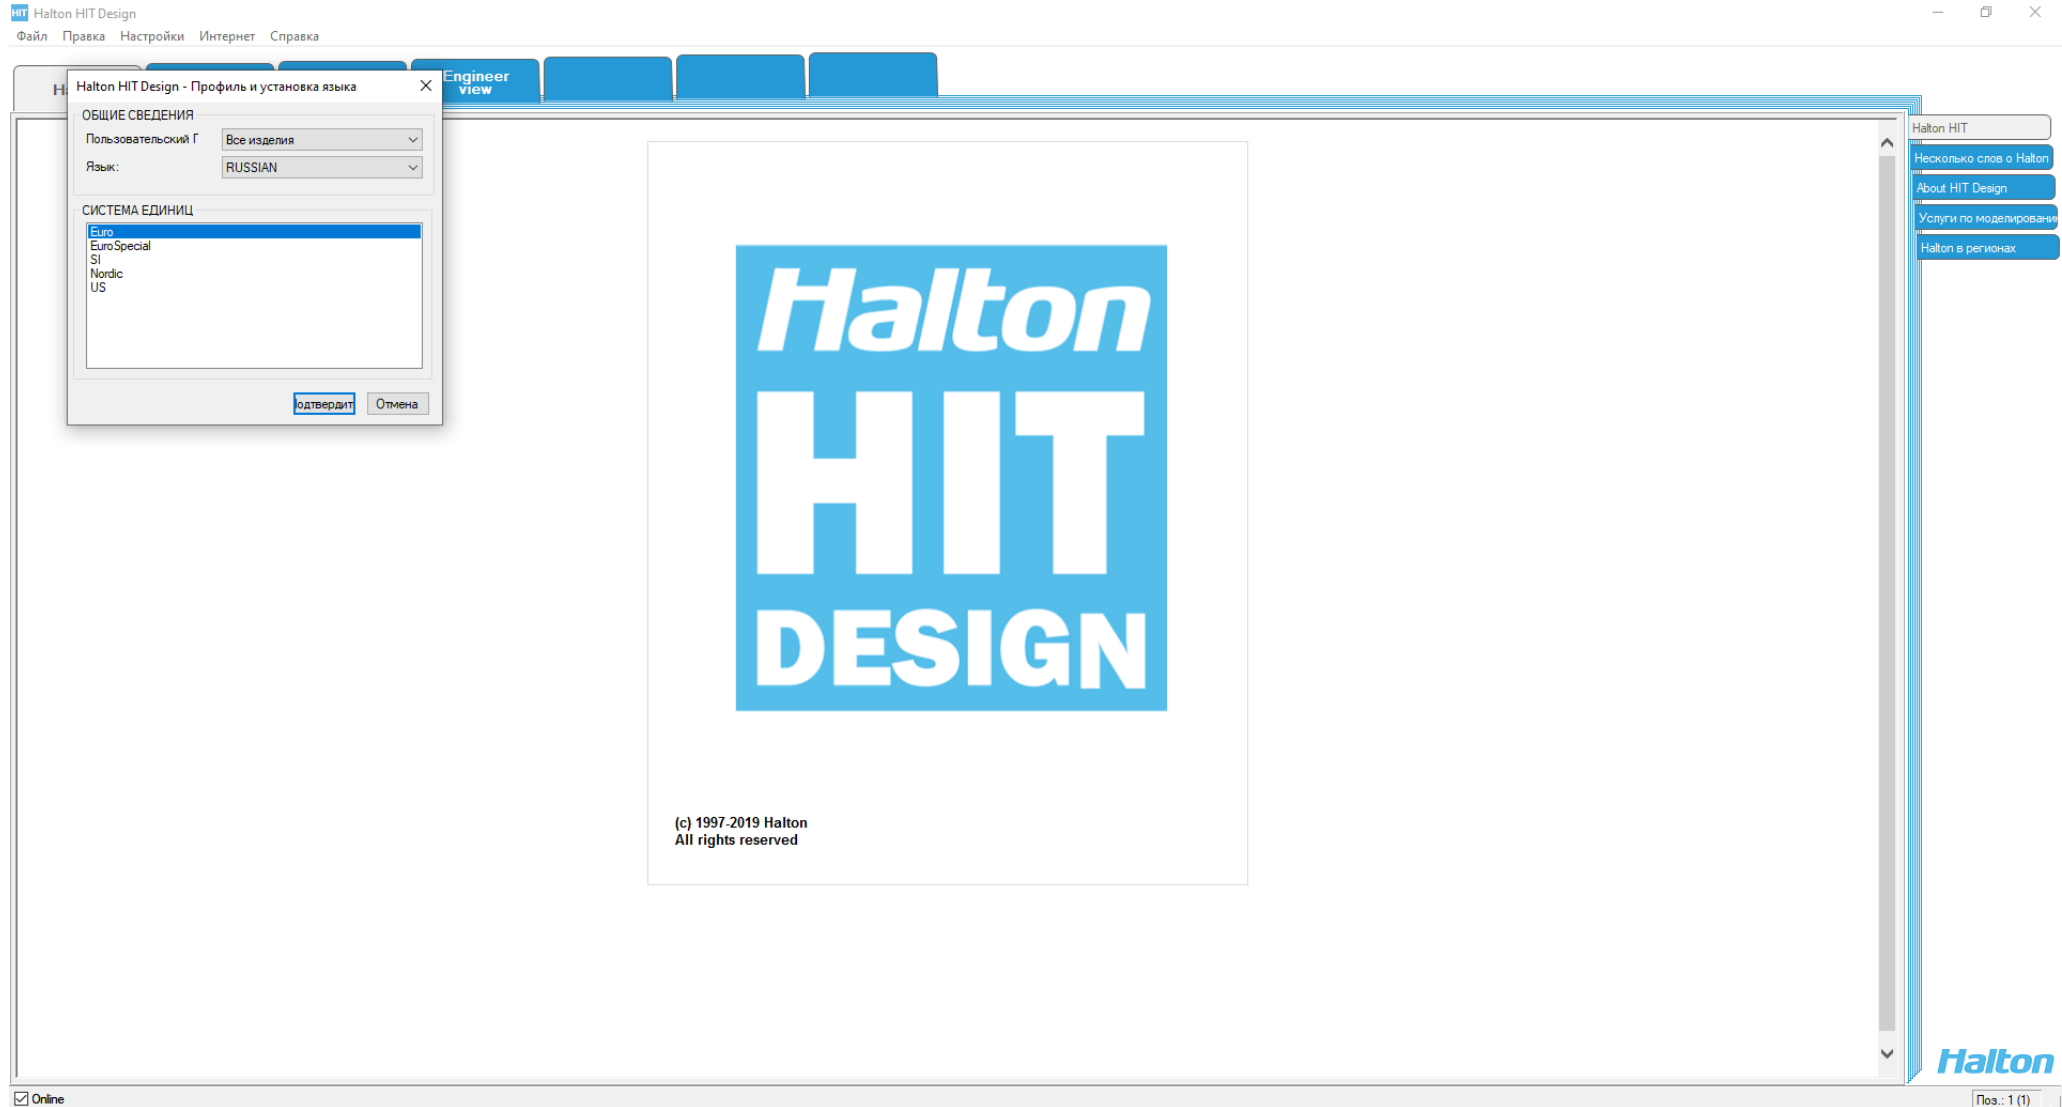 HIT Halton HIT Design
Файл Правка Настройки Интернет Справка
Engineer
view
Halton HIT Design - Профиль и установка языка
ОБЩИЕ СВЕДЕНИЯ
Пользовательский Г Все изделия
Язык: RUSSIAN
СИСТЕМА ЕДИНИЦ
Euro
EuroSpecial
SI
Nordic
US
Отмена
Halton
HIT
DESIGN
(c) 1997-2019 Halton
All rights reserved
Halton HIT
Несколько слов о Halton
About HIT Design
Услуги по моделировани
Halton в регионах
Halton
Online
Поз.: 1 (1)